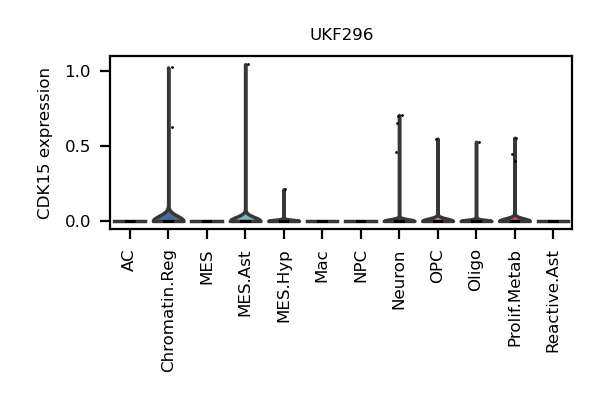 UKF296
CDK15 expression
1.0
0.5
0.0
AC
Chromatin.Reg
MES
MES.Ast
MES.Hyp
Mac
NPC
Neuron
OPC
Oligo
Prolif.Metab
Reactive.Ast